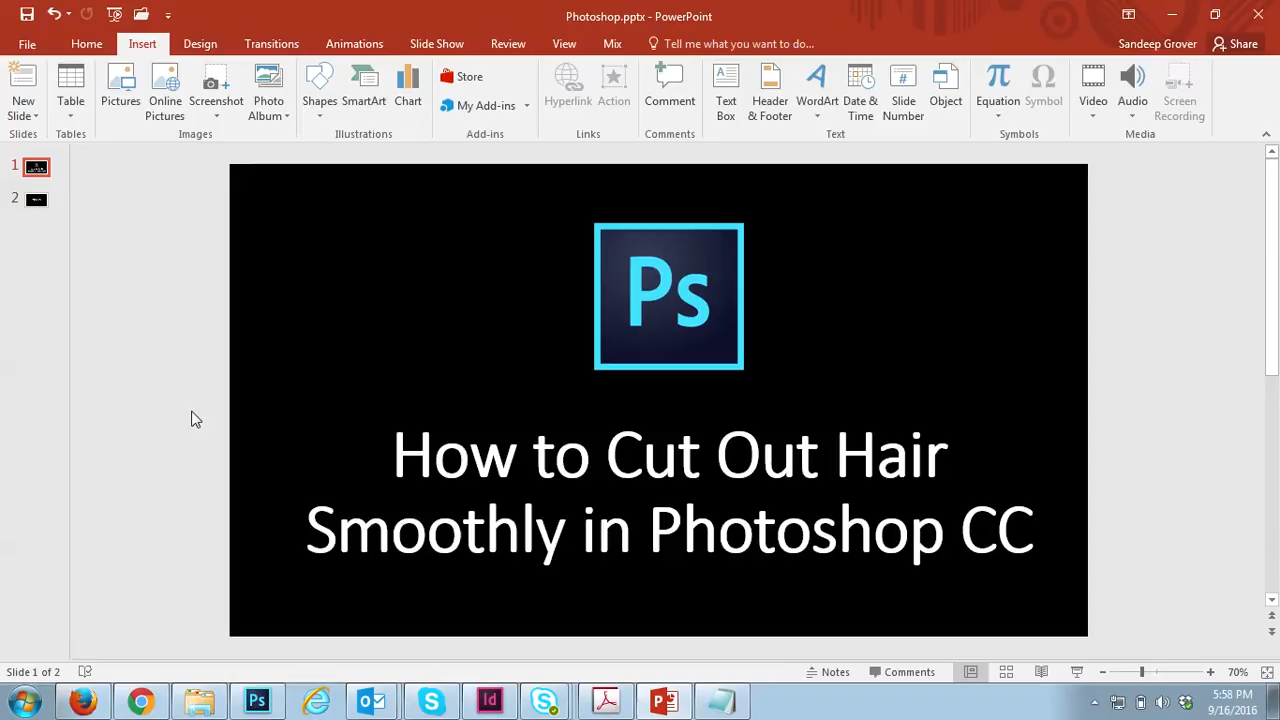 Photoshop.pptx - PowerPoint
File Home Insert Design Transitions Animations Slide Show Review View Mix Tell me what you want to do... Sandeep Grover Share
New Slide
Table
Pictures
Online Pictures
Screenshot
Photo Album
Shapes
SmartArt
Chart
Store
My Add-ins
Hyperlink
Action
Comment
Text Box
Header & Footer
WordArt
Date & Time
Slide Number
Object
Equation
Symbol
Video
Audio
Screen Recording
Slides Tables Images Illustrations Add-ins Links Comments Text Symbols Media
1
2
Ps
How to Cut Out Hair
Smoothly in Photoshop CC
Slide 1 of 2 Notes Comments 70%
Ps Id
5:58 PM
9/16/2016